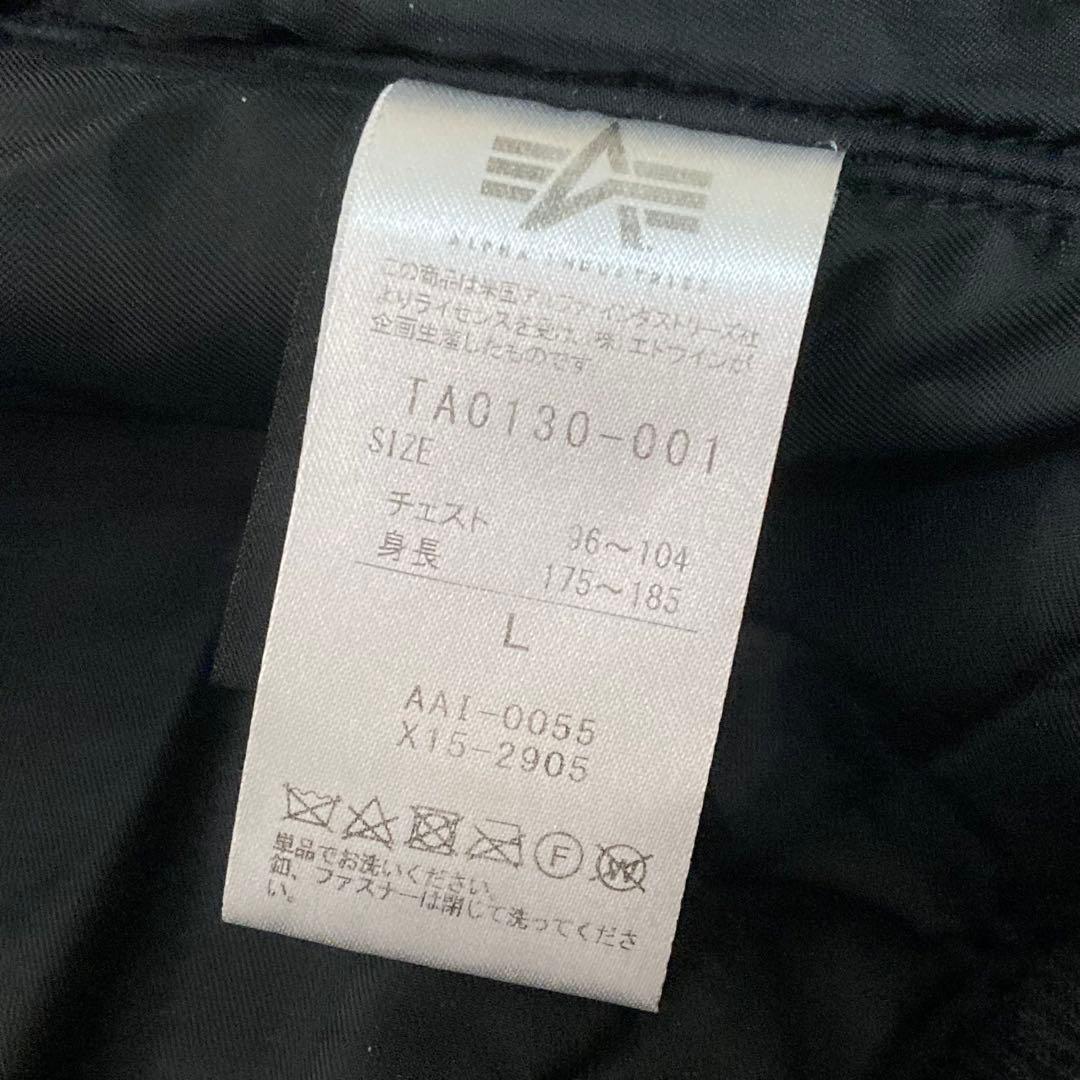 ALPHA INDUSTRIES
この商品は米国アルファインダストリーズ社
よりライセンスを受け、㈱エドウインが
企画生産したものです
TA0130-001
SIZE
チェスト 96〜104
身長 175〜185
L
AAI-0055
X15-2905
F W
単品でお洗いください。
釦、ファスナーは閉じて洗ってくださ
い。